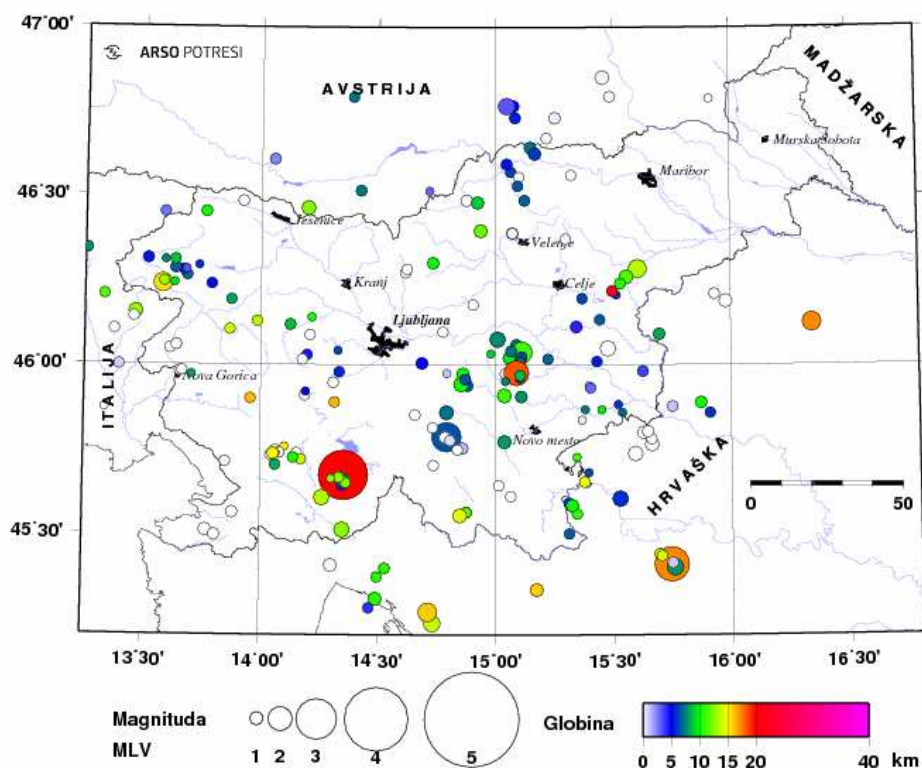 47°00'
ARSO POTRESI
AVSTRIJA
MADŽARSKA
Murska Sobota
46°30'
Maribor
Jesenice
Velenje
Kranj
Celje
Ljubljana
46°00'
ITALIJA
Nova Gorica
Novo mesto
HRVAŠKA
0 50
45°30'
13°30' 14°00' 14°30' 15°00' 15°30' 16°00' 16°30'
Magnituda
MLV
1 2 3 4 5
Globina
0 5 10 15 20 40 km